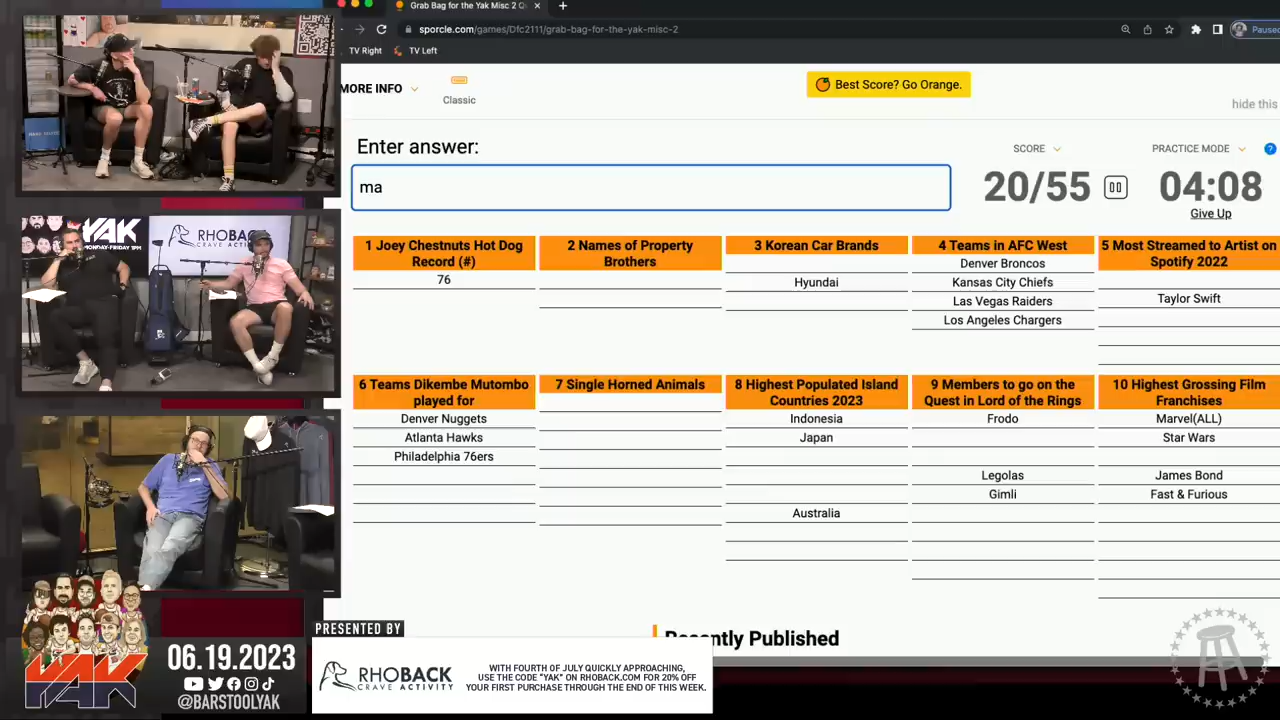 Grab Bag for the Yak Misc 2 Q
sporcle.com/games/Dfc2111/grab-bag-for-the-yak-misc-2
Paused
TV Right
TV Left
MORE INFO
Classic
Best Score? Go Orange.
hide this
Enter answer:
SCORE
PRACTICE MODE
?
ma
20/55
04:08
Give Up
1 Joey Chestnuts Hot Dog
Record (#)
76
2 Names of Property
Brothers
3 Korean Car Brands
Hyundai
4 Teams in AFC West
Denver Broncos
Kansas City Chiefs
Las Vegas Raiders
Los Angeles Chargers
5 Most Streamed to Artist on
Spotify 2022
Taylor Swift
6 Teams Dikembe Mutombo
played for
Denver Nuggets
Atlanta Hawks
Philadelphia 76ers
7 Single Horned Animals
8 Highest Populated Island
Countries 2023
Indonesia
Japan
Australia
9 Members to go on the
Quest in Lord of the Rings
Frodo
Legolas
Gimli
10 Highest Grossing Film
Franchises
Marvel(ALL)
Star Wars
James Bond
Fast & Furious
Recently Published
YAK
MONDAY-FRIDAY 1PM
RHOBACK
CRAVE ACTIVITY
YAK
06.19.2023
@BARSTOOLYAK
PRESENTED BY
RHOBACK
CRAVE ACTIVITY
WITH FOURTH OF JULY QUICKLY APPROACHING,
USE THE CODE "YAK" ON RHOBACK.COM FOR 20% OFF
YOUR FIRST PURCHASE THROUGH THE END OF THIS WEEK.